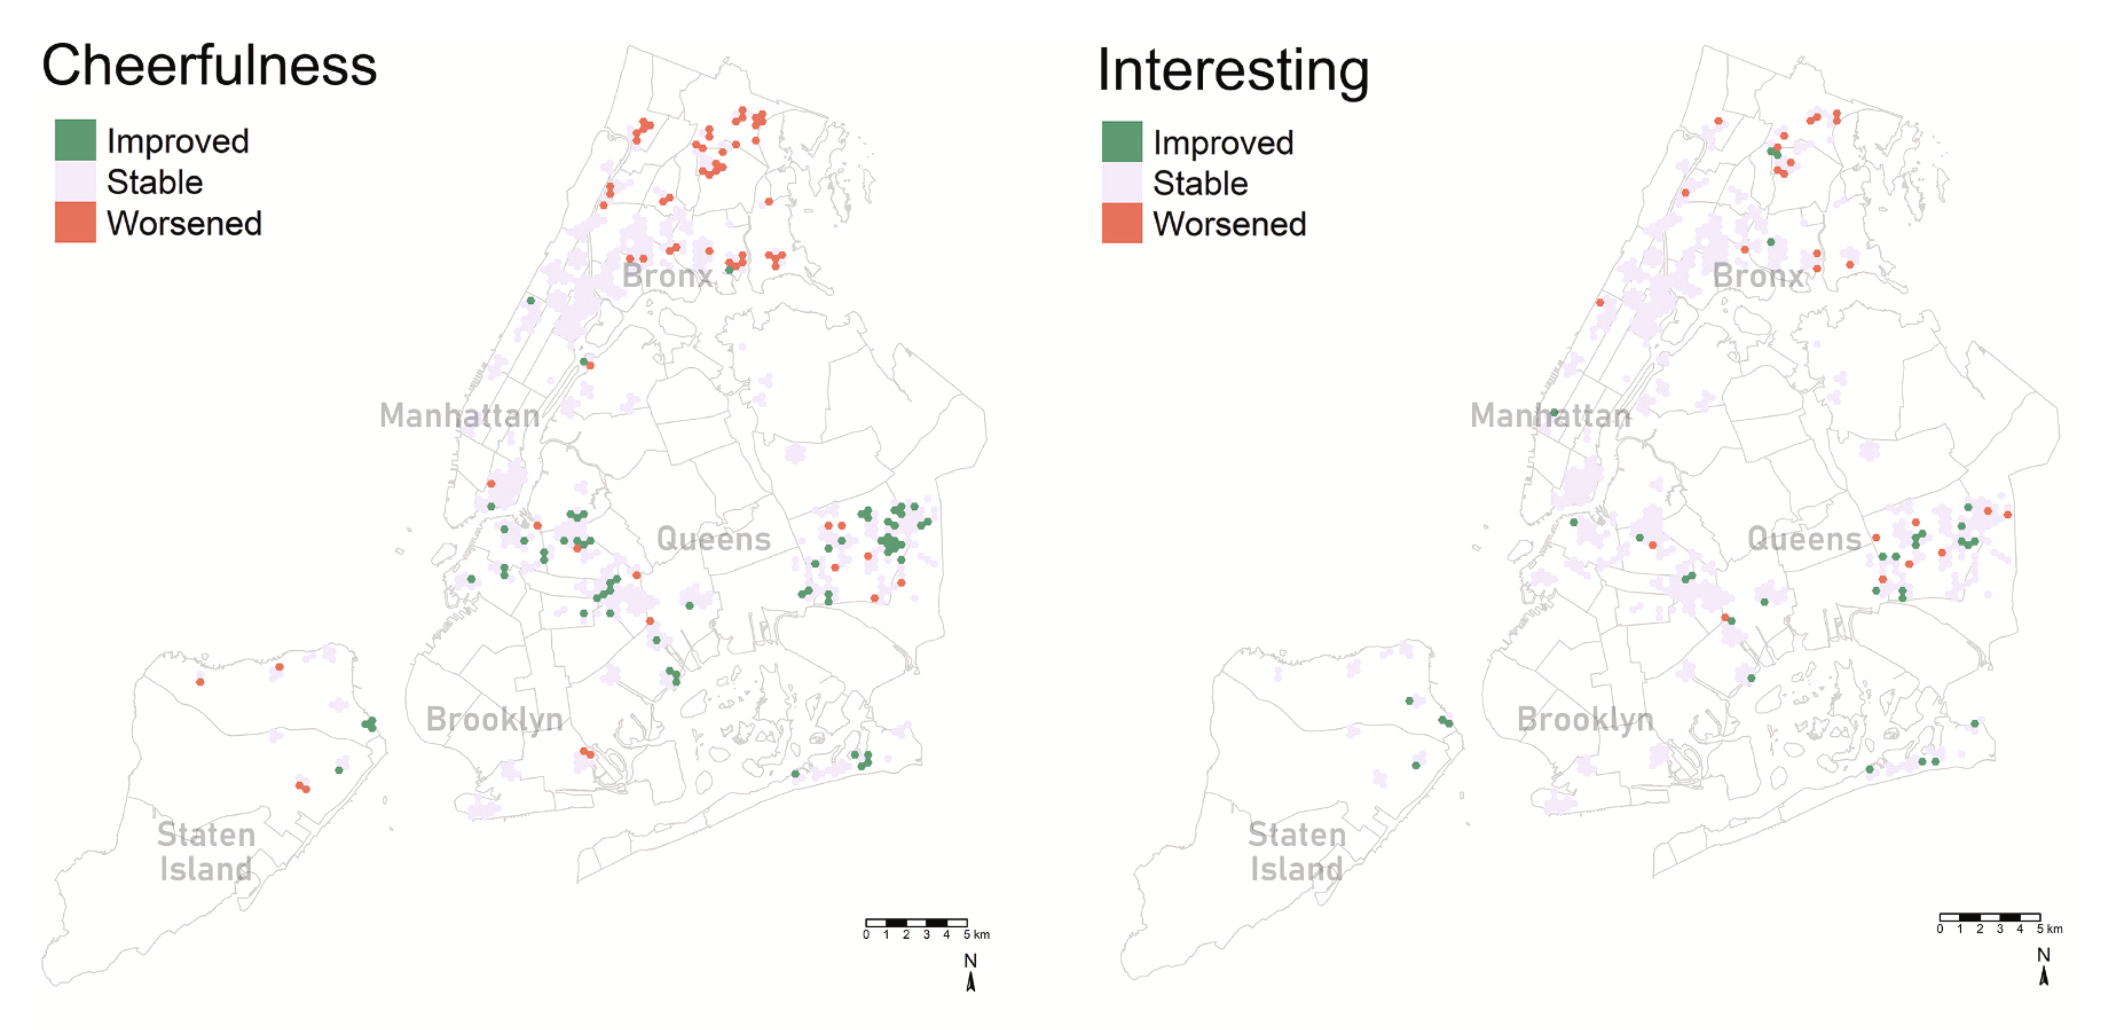 Cheerfulness
Improved
Stable
Worsened
Bronx
Manhattan
Queens
Brooklyn
Staten
Island
0 1 2 3 4 5 km
N
Interesting
Improved
Stable
Worsened
Bronx
Manhattan
Queens
Brooklyn
Staten
Island
0 1 2 3 4 5 km
N